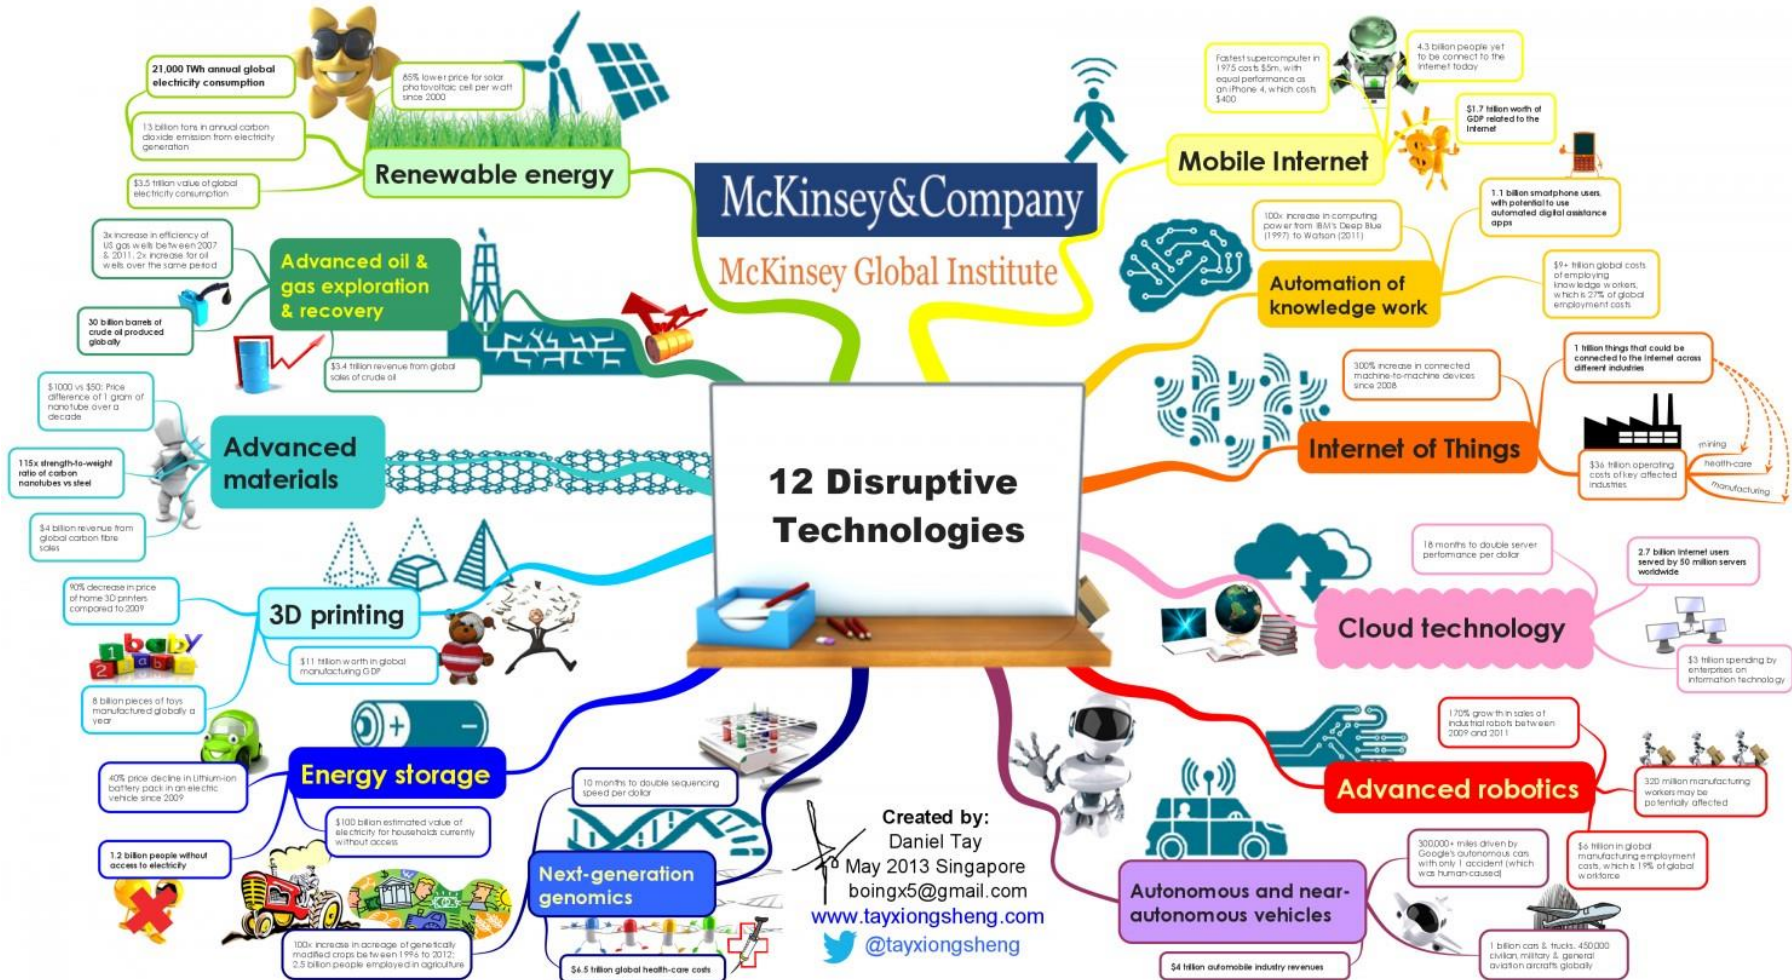 McKinsey&Company
McKinsey Global Institute
12 Disruptive
Technologies
Mobile Internet
Fastest supercomputer in
1975 costs $5m, with
equal performance as
an iPhone 4, which costs
$400
4.3 billion people yet
to be connect to the
Internet today
$1.7 trillion worth of
GDP related to the
Internet
Automation of
knowledge work
100x increase in computing
power from IBM's Deep Blue
(1997) to Watson (2011)
1.1 billion smartphone users,
with potential to use
automated digital assistance
apps
$9+ trillion global costs
of employing
knowledge workers,
which is 27% of global
employment costs
Internet of Things
300% increase in connected
machine-to-machine devices
since 2008
1 trillion things that could be
connected to the Internet across
different industries
$36 trillion operating
costs of key affected
industries
mining
health-care
manufacturing
Cloud technology
18 months to double server
performance per dollar
2.7 billion Internet users
served by 50 million servers
worldwide
$3 trillion spending by
enterprises on
information technology
Advanced robotics
170% growth in sales of
industrial robots between
2009 and 2011
320 million manufacturing
workers may be
potentially affected
$6 trillion in global
manufacturing employment
costs, which is 19% of global
workforce
Autonomous and near-
autonomous vehicles
300,000+ miles driven by
Google's autonomous cars
with only 1 accident (which
was human-caused)
1 billion cars & trucks, 450,000
civilian, military & general
aviation aircrafts globally
$4 trillion automobile industry revenues
Next-generation
genomics
10 months to double sequencing
speed per dollar
100x increase in acreage of genetically
modified crops between 1996 to 2012;
2.5 billion people employed in agriculture
$6.5 trillion global health-care costs
Energy storage
40% price decline in Lithium-ion
battery pack in an electric
vehicle since 2009
$100 billion estimated value of
electricity for households currently
without access
1.2 billion people without
access to electricity
3D printing
90% decrease in price
of home 3D printers
compared to 2009
$11 trillion worth in global
manufacturing GDP
8 billion pieces of toys
manufactured globally a
year
1 baby
2 abc
Advanced
materials
$1000 vs $50: Price
difference of 1 gram of
nanotube over a
decade
115x strength-to-weight
ratio of carbon
nanotubes vs steel
$4 billion revenue from
global carbon fibre
sales
Advanced oil &
gas exploration
& recovery
3x increase in efficiency of
US gas wells between 2007
& 2011. 2x increase for oil
wells over the same period
30 billion barrels of
crude oil produced
globally
$3.4 trillion revenue from global
sales of crude oil
Renewable energy
21,000 TWh annual global
electricity consumption
85% lower price for solar
photovoltaic cell per watt
since 2000
13 billion tons in annual carbon
dioxide emission from electricity
generation
$3.5 trillion value of global
electricity consumption
Created by:
Daniel Tay
May 2013 Singapore
boingx5@gmail.com
www.tayxiongsheng.com
@tayxiongsheng